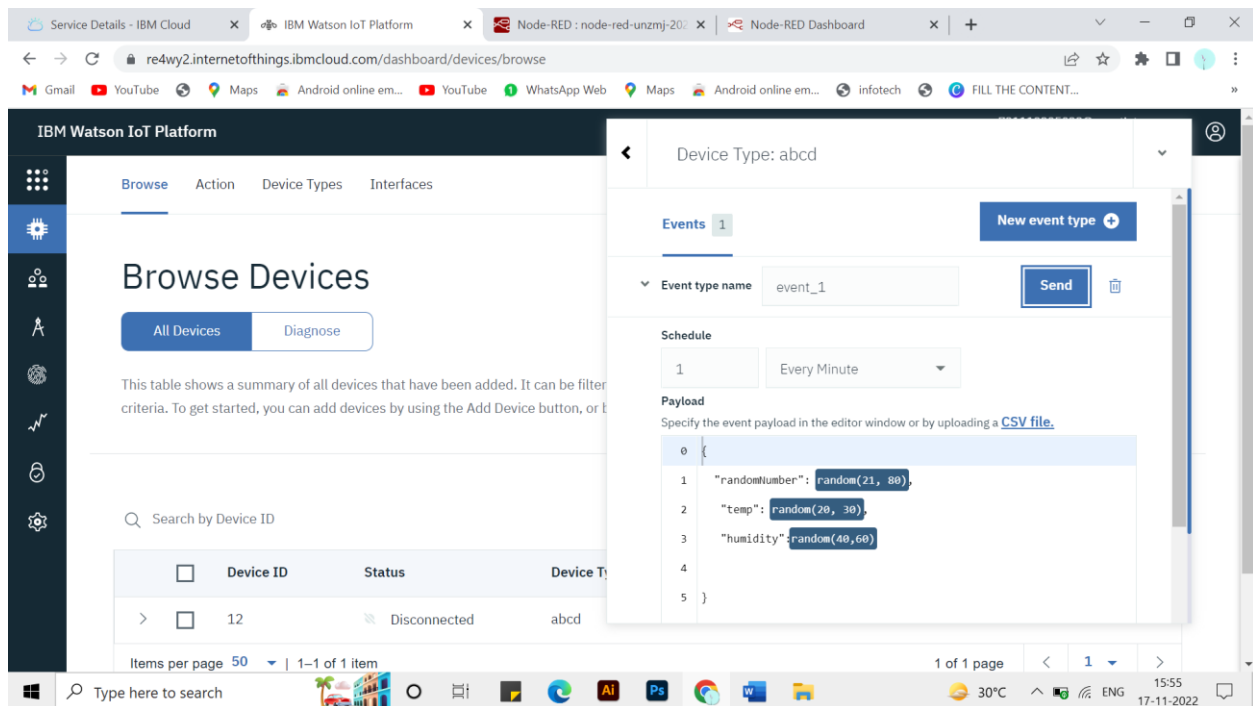 Service Details - IBM Cloud
IBM Watson IoT Platform
Node-RED : node-red-unzmj-202
Node-RED Dashboard
re4wy2.internetofthings.ibmcloud.com/dashboard/devices/browse
Gmail YouTube Maps Android online em... YouTube WhatsApp Web Maps Android online em... infotech FILL THE CONTENT...
IBM Watson IoT Platform
Browse Action Device Types Interfaces
Browse Devices
All Devices Diagnose
This table shows a summary of all devices that have been added. It can be filter
criteria. To get started, you can add devices by using the Add Device button, or
Search by Device ID
Device ID Status Device Ty
12 Disconnected abcd
Items per page 50 | 1–1 of 1 item
1 of 1 page 1
Device Type: abcd
Events 1
New event type
Event type name event_1 Send
Schedule
1 Every Minute
Payload
Specify the event payload in the editor window or by uploading a CSV file.
0 {
1 "randomNumber": random(21, 80),
2 "temp": random(20, 30),
3 "humidity":random(40,60)
4
5 }
Type here to search
Ai Ps
30°C ENG 15:55
17-11-2022